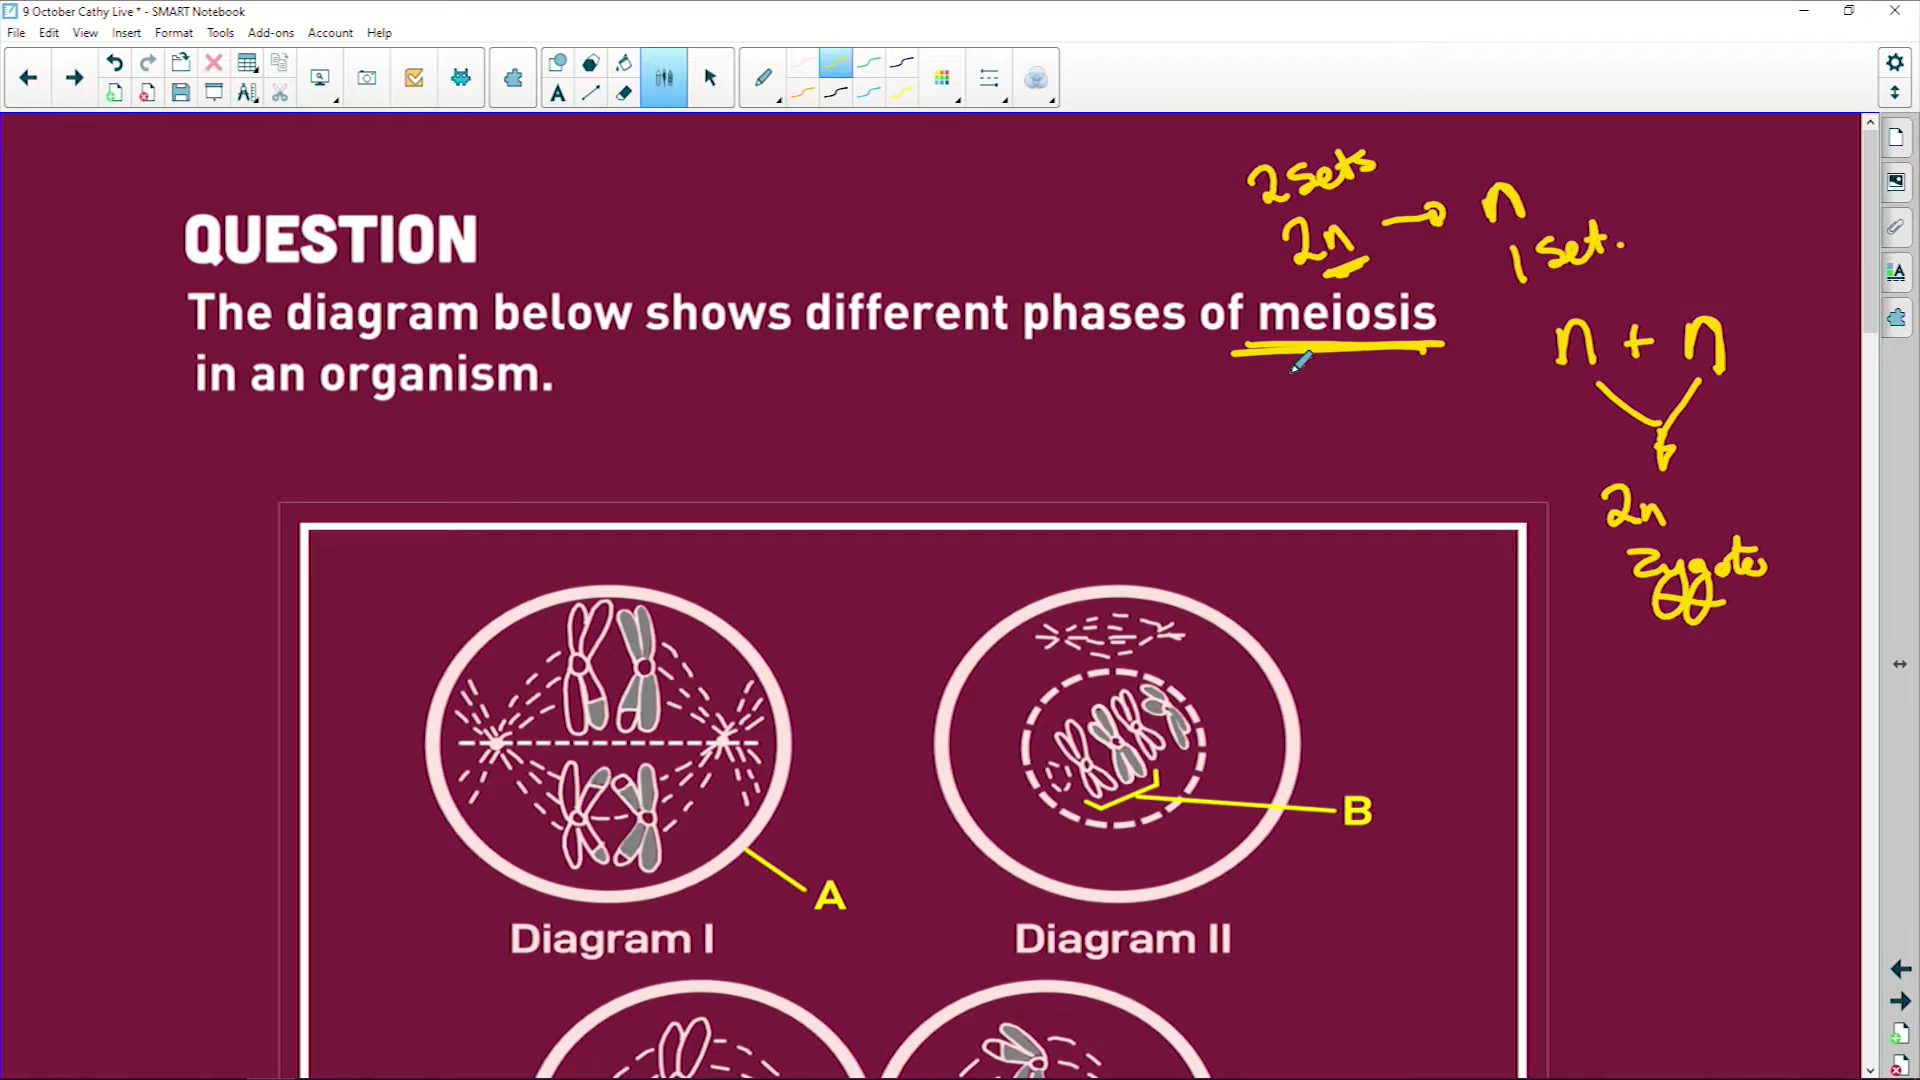 9 October Cathy Live * - SMART Notebook
File Edit View Insert Format Tools Add-ons Account Help
2 sets
2n → n
1 set.
QUESTION
The diagram below shows different phases of meiosis
in an organism.
n + n
2n
zygote
A
B
Diagram I
Diagram II